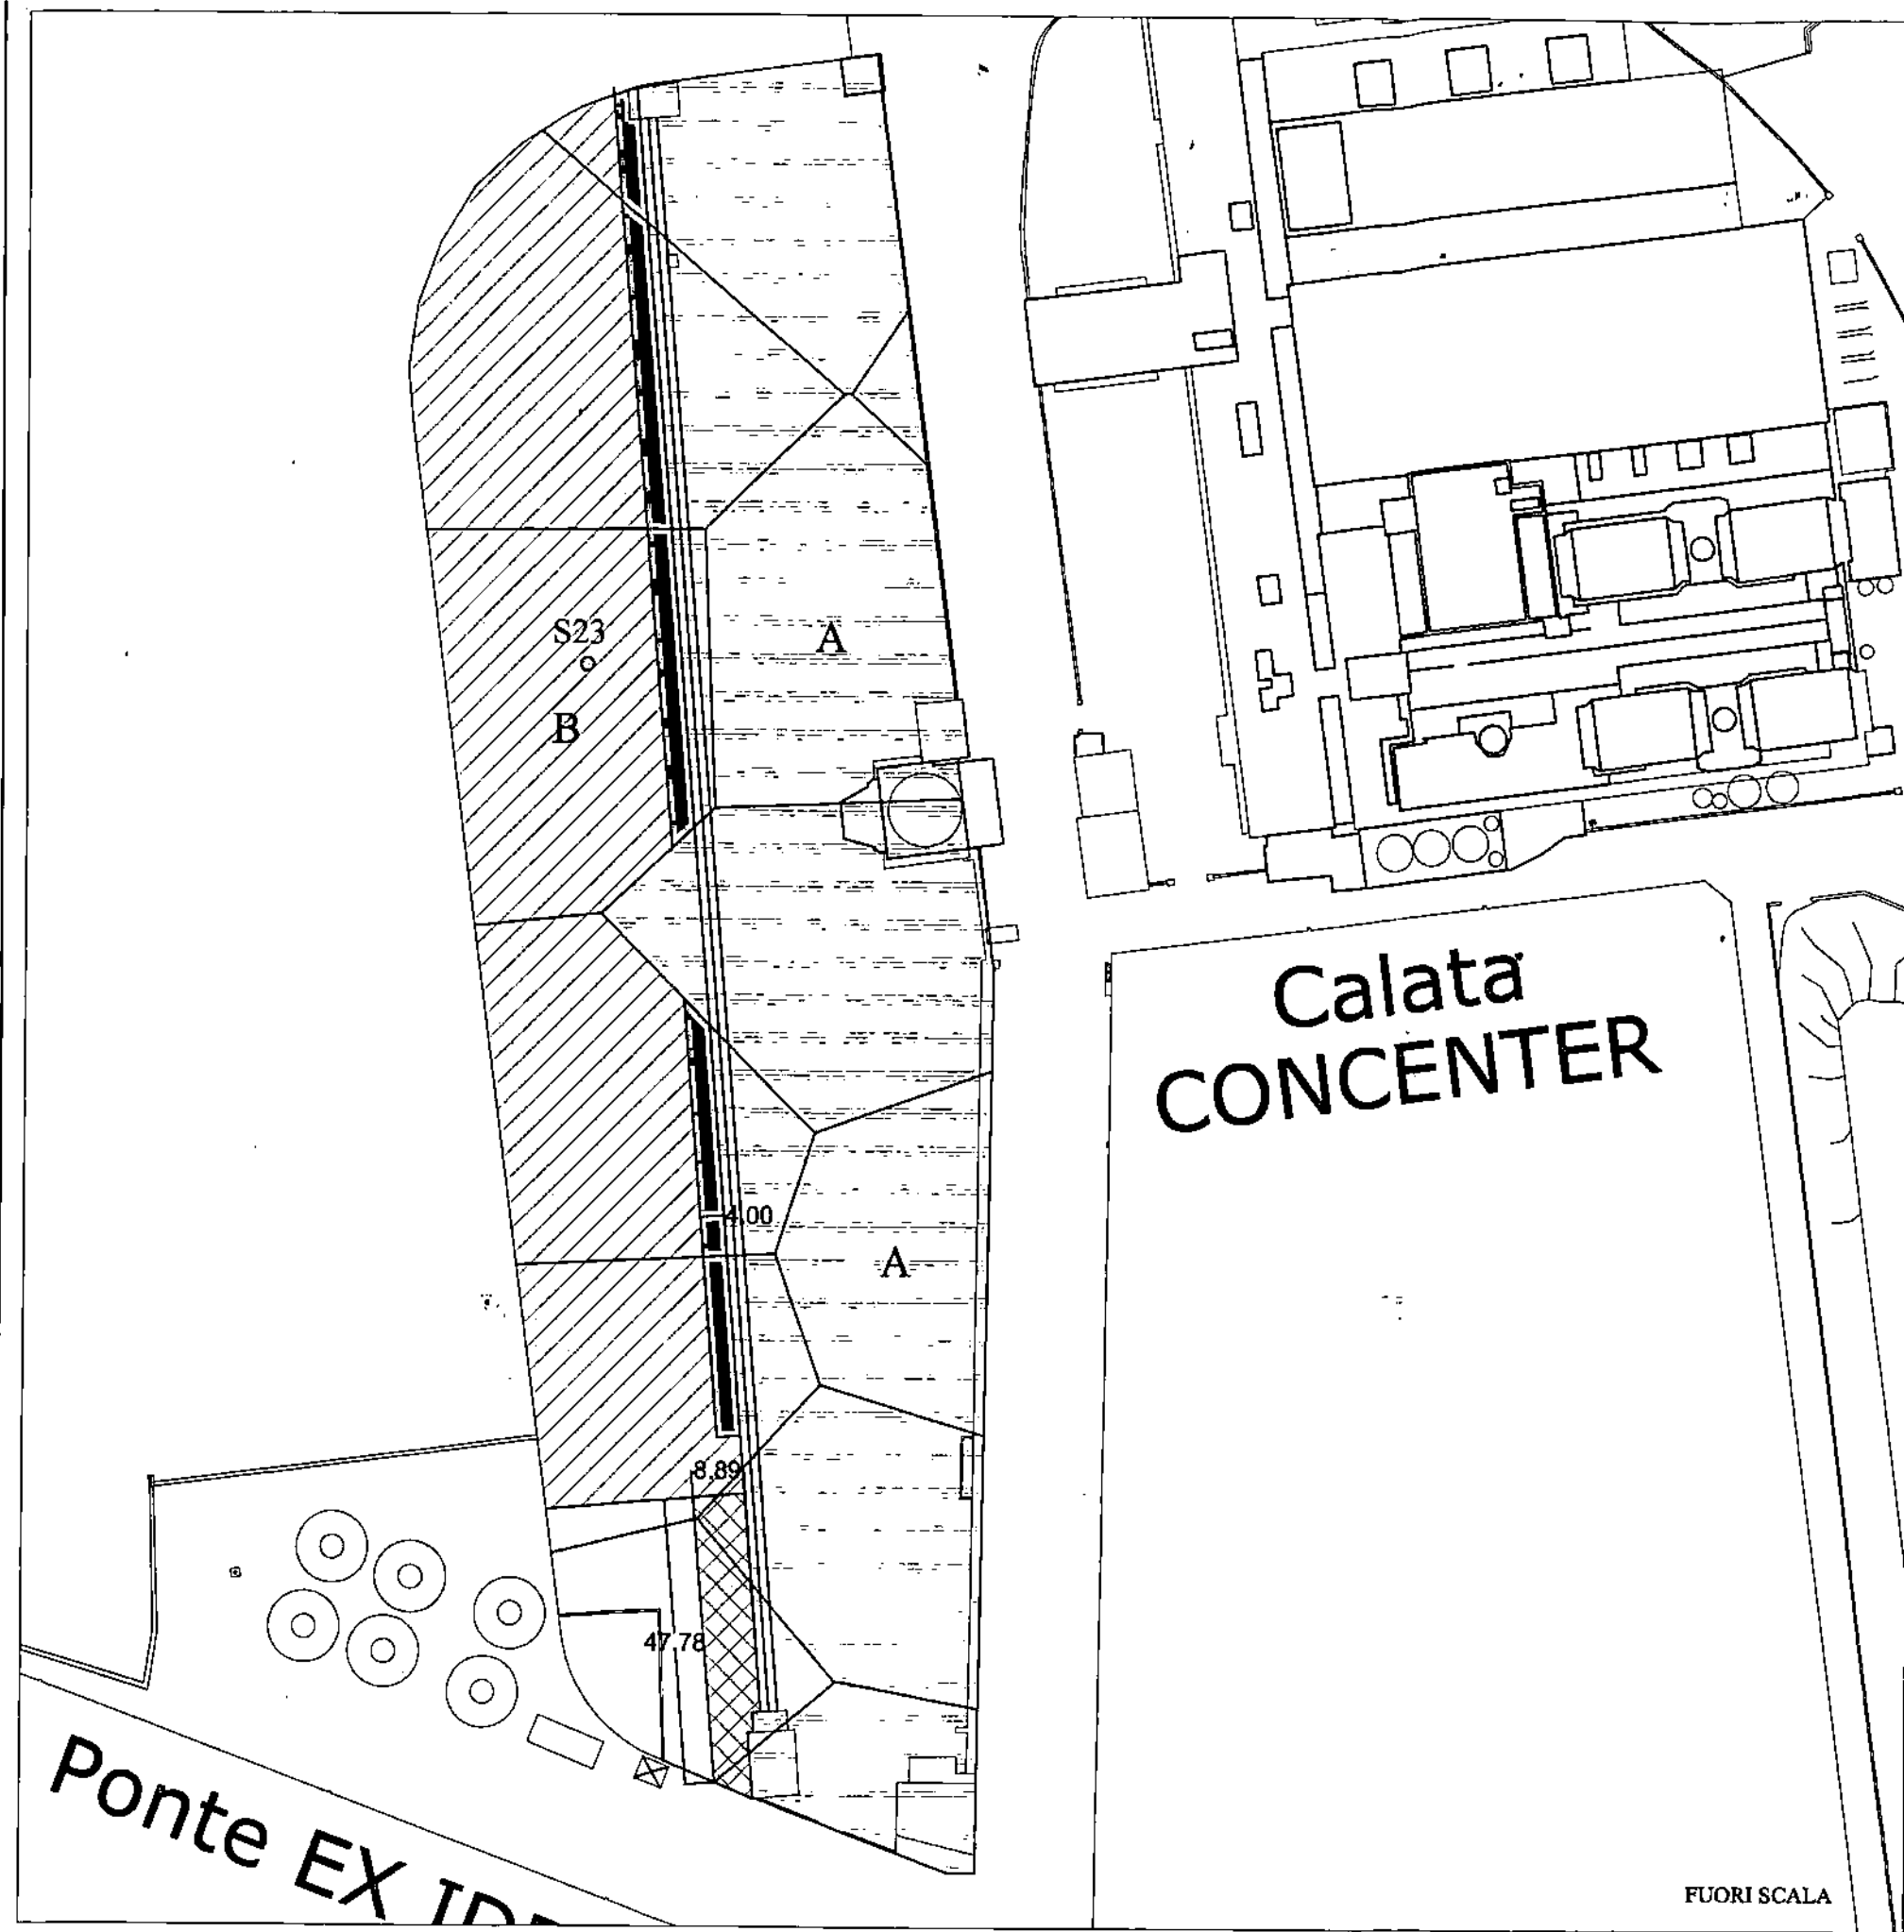 S23
A
B
Calata
CONCENTER
4,00
A
8,89
47,78
Ponte EX
FUORI SCALA